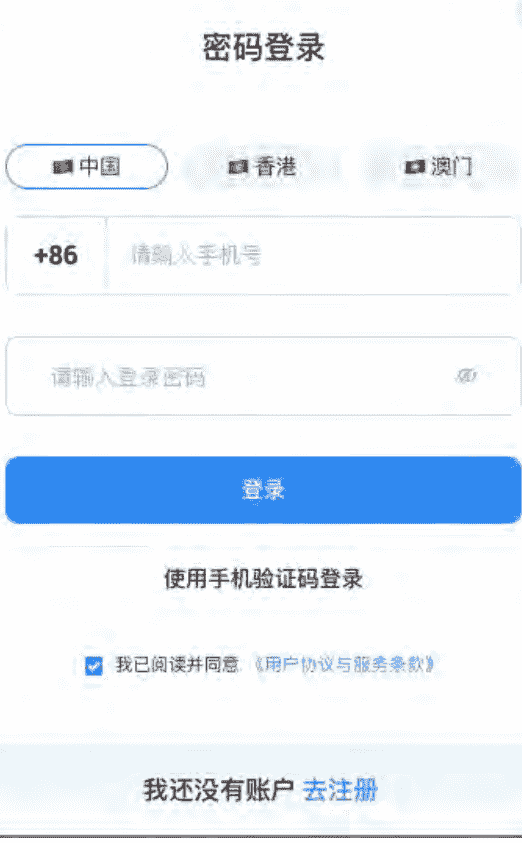 密码登录
中国 香港 澳门
+86 请输入手机号
请输入登录密码
登录
使用手机验证码登录
我已阅读并同意 《用户协议与服务条款》
我还没有账户 去注册